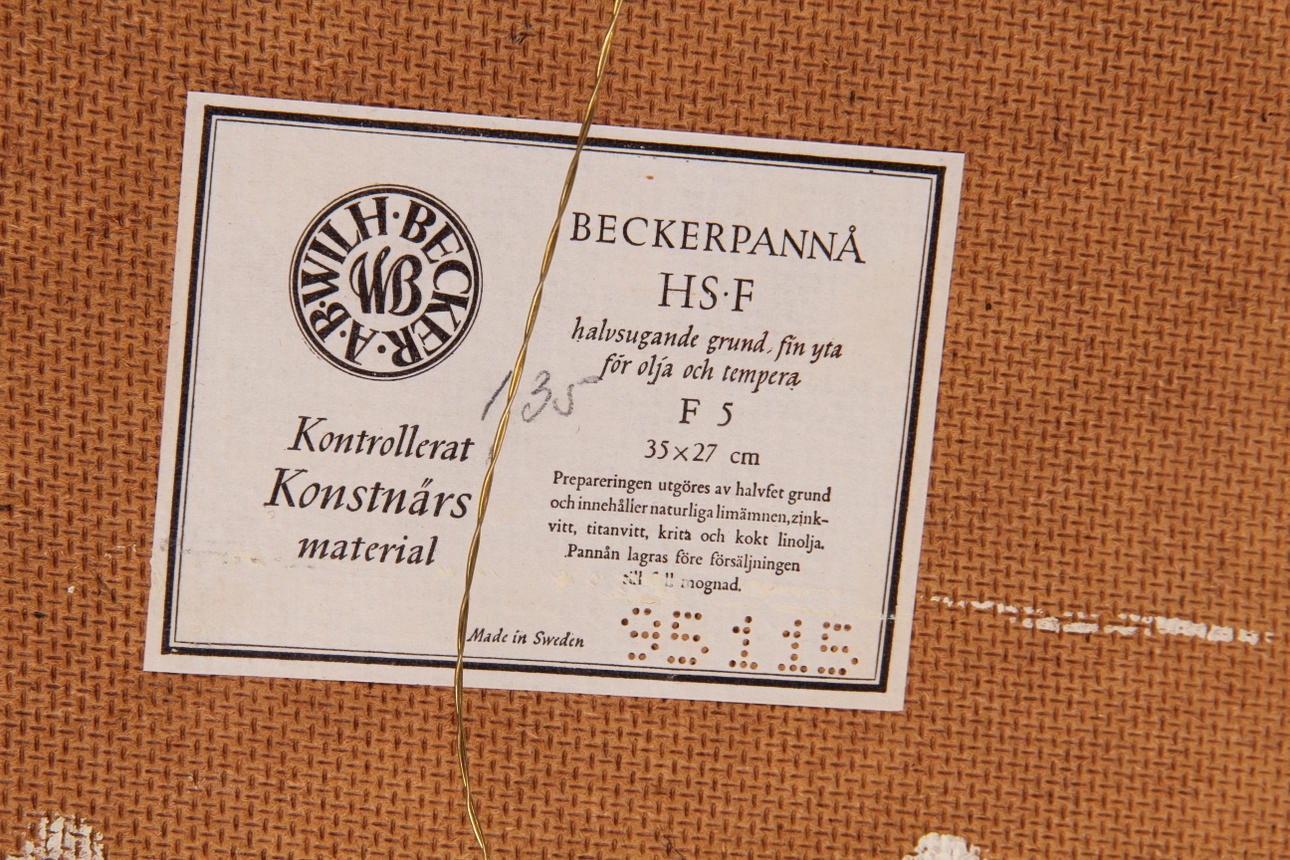 A·B·WILH·BECKER·
WB
Kontrollerat
Konstnärs
material
135
BECKERPANNÅ
HS·F
halvsugande grund, fin yta
för olja och tempera
F 5
35×27 cm
Prepareringen utgöres av halvfet grund
och innehåller naturliga limämnen, zink-
vitt, titanvitt, krita och kokt linolja.
Pannån lagras före försäljningen
till mognad.
Made in Sweden
95115